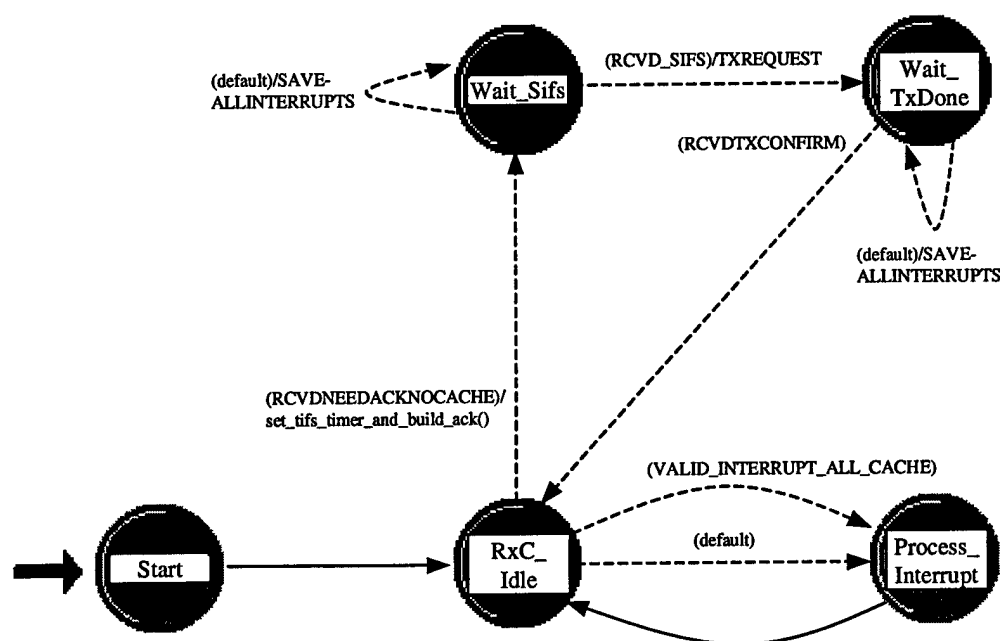 (RCVD_SIFS)/TXREQUEST
Wait_
TxDone
(default)/SAVE-
ALLINTERRUPTS
Wait_Sifs
(RCVDTXCONFIRM)
(default)/SAVE-
ALLINTERRUPTS
(RCVDNEEDACKNOCACHE)/
set_tifs_timer_and_build_ack()
(VALID_INTERRUPT_ALL_CACHE)
Start
RxC_
Idle
(default)
Process_
Interrupt